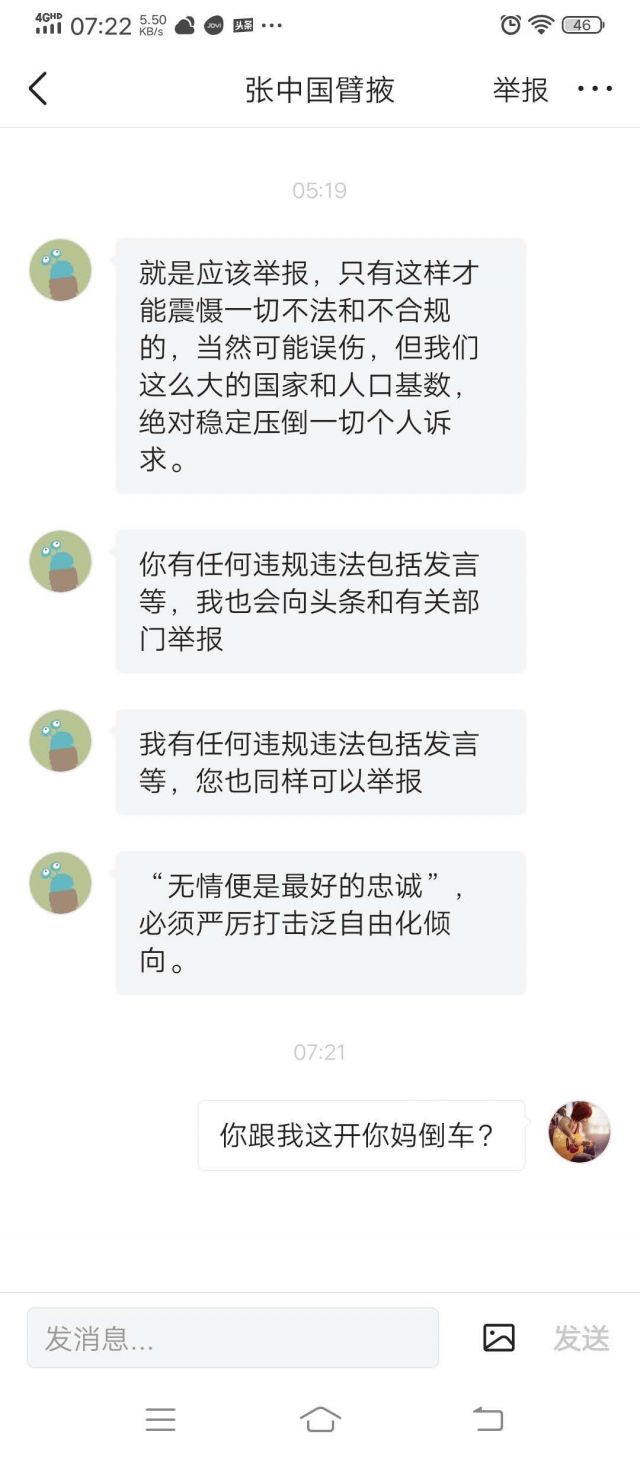 4GHD 07:22 5.50 KB/s JOVI 头条 ··· 46
张中国臂掖 举报 ···
05:19
就是应该举报，只有这样才
能震慑一切不法和不合规
的，当然可能误伤，但我们
这么大的国家和人口基数，
绝对稳定压倒一切个人诉
求。
你有任何违规违法包括发言
等，我也会向头条和有关部
门举报
我有任何违规违法包括发言
等，您也同样可以举报
“无情便是最好的忠诚”，
必须严厉打击泛自由化倾
向。
07:21
你跟我这开你妈倒车？
发消息... 发送